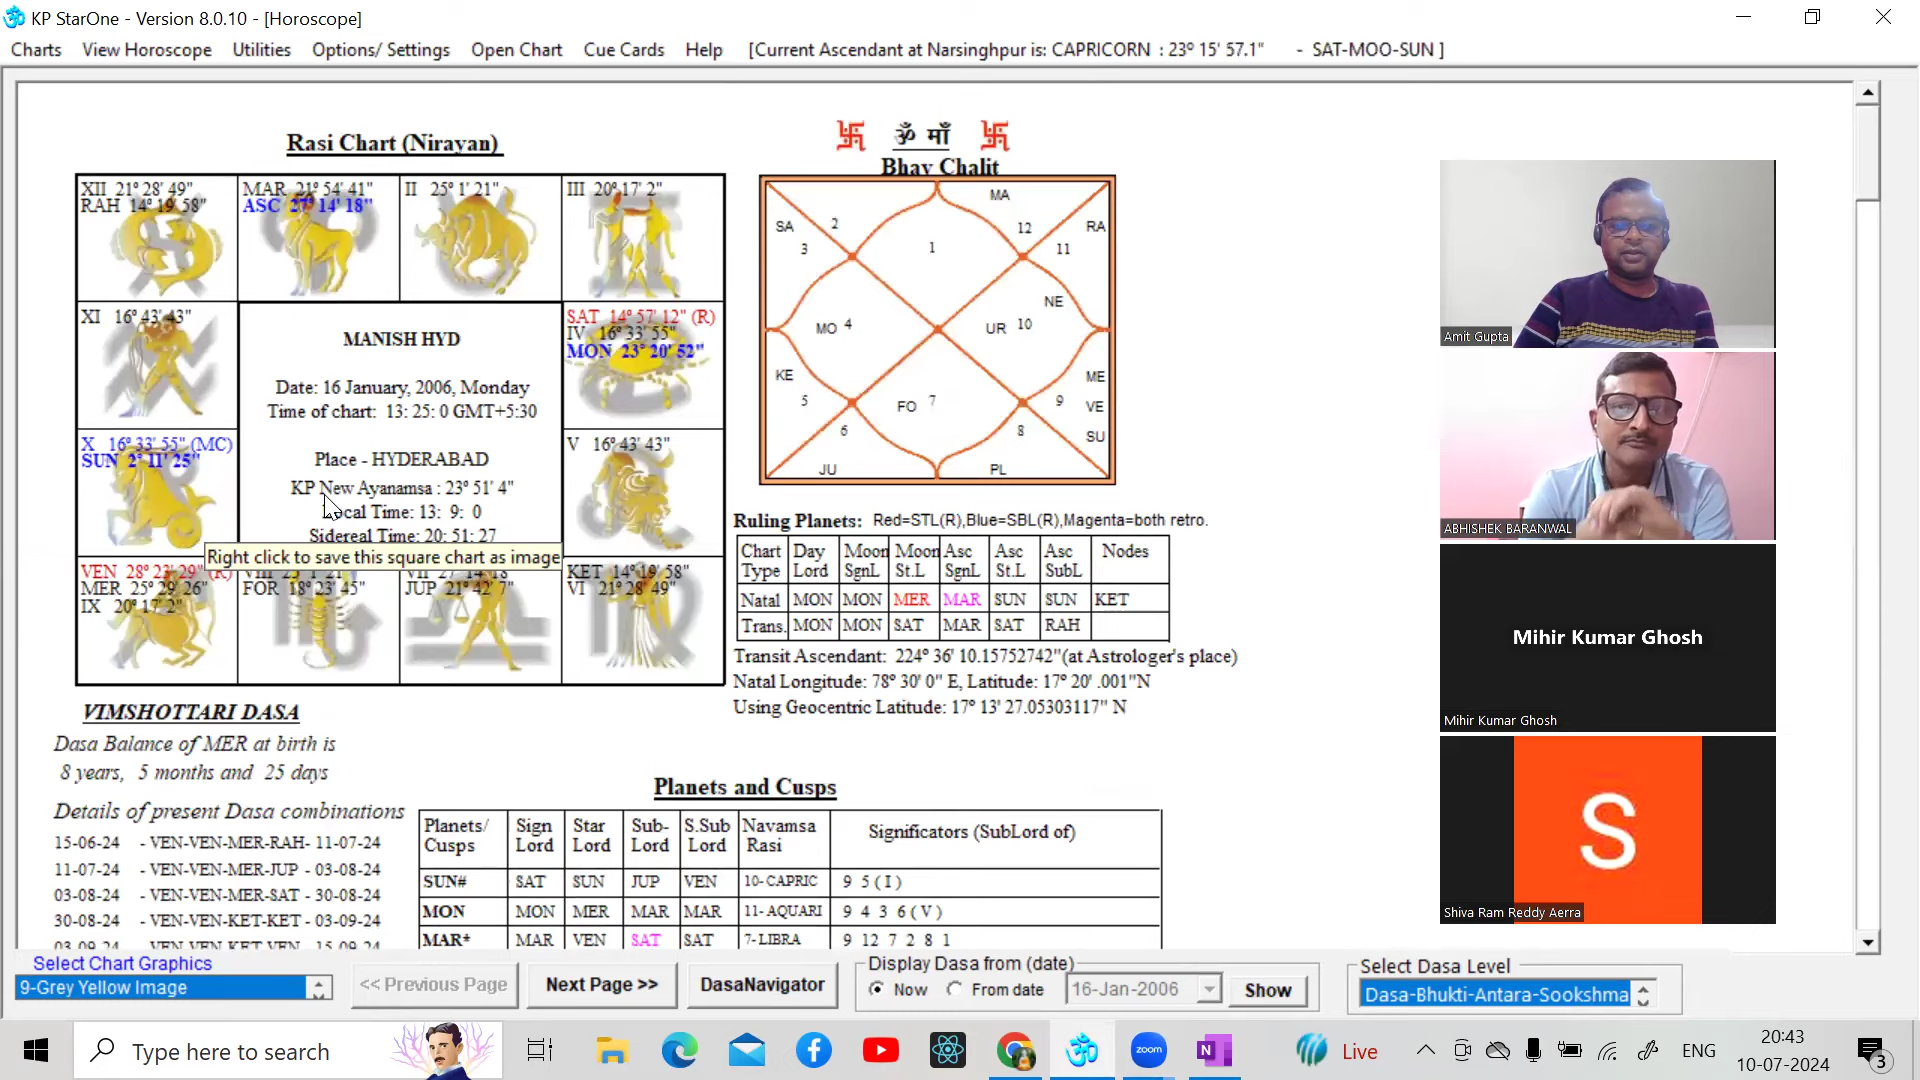 KP StarOne - Version 8.0.10 - [Horoscope]
Charts View Horoscope Utilities Options/ Settings Open Chart Cue Cards Help [Current Ascendant at Narsinghpur is: CAPRICORN : 23° 15' 57.1" - SAT-MOO-SUN ]
Rasi Chart (Nirayan)
XII 21° 28' 49"
RAH 14° 19' 58"
MAR 21° 54' 41"
ASC 27° 14' 18"
II 25° 1' 21"
III 20° 17' 2"
XI 16° 43' 43"
SAT 14° 57' 12" (R)
IV 16° 33' 55"
MON 23° 20' 52"
MANISH HYD
Date: 16 January, 2006, Monday
Time of chart: 13: 25: 0 GMT+5:30
Place - HYDERABAD
KP New Ayanamsa : 23° 51' 4"
Local Time: 13: 9: 0
Sidereal Time: 20: 51: 27
X 16° 33' 55" (MC)
SUN 2° 11' 25"
V 16° 43' 43"
Right click to save this square chart as image
VEN 28° 23' 29" (R)
MER 25° 29' 26"
IX 20° 17' 2"
VIII 25° 1' 21"
FOR 18° 23' 45"
VII 27° 14' 18"
JUP 21° 42' 7"
KET 14° 19' 58"
VI 21° 28' 49"
卐 ॐ माँ 卐
Bhav Chalit
MA
SA 2 12 RA
3 1 11
NE
MO 4 UR 10
KE ME
5 FO 7 9 VE
6 8 SU
JU PL
Ruling Planets: Red=STL(R),Blue=SBL(R),Magenta=both retro.
Chart Type Day Lord Moon SgnL Moon St.L Asc SgnL Asc St.L Asc SubL Nodes
Natal MON MON MER MAR SUN SUN KET
Trans. MON MON SAT MAR SAT RAH
Transit Ascendant: 224° 36' 10.15752742"(at Astrologer's place)
Natal Longitude: 78° 30' 0" E, Latitude: 17° 20' .001"N
Using Geocentric Latitude: 17° 13' 27.05303117" N
VIMSHOTTARI DASA
Dasa Balance of MER at birth is
8 years, 5 months and 25 days
Details of present Dasa combinations
15-06-24 - VEN-VEN-MER-RAH- 11-07-24
11-07-24 - VEN-VEN-MER-JUP - 03-08-24
03-08-24 - VEN-VEN-MER-SAT - 30-08-24
30-08-24 - VEN-VEN-KET-KET - 03-09-24
03-09-24 - VEN-VEN-KET-VEN - 15-09-24
Planets and Cusps
Planets/ Cusps Sign Lord Star Lord Sub- Lord S.Sub Lord Navamsa Rasi Significators (SubLord of)
SUN# SAT SUN JUP VEN 10- CAPRIC 9 5 ( I )
MON MON MER MAR MAR 11- AQUARI 9 4 3 6 ( V )
MAR* MAR VEN SAT SAT 7- LIBRA 9 12 7 2 8 1
Amit Gupta
ABHISHEK BARANWAL
Mihir Kumar Ghosh
Mihir Kumar Ghosh
S
Shiva Ram Reddy Aerra
Select Chart Graphics
9-Grey Yellow Image
<< Previous Page
Next Page >>
DasaNavigator
Display Dasa from (date)
Now From date 16-Jan-2006 Show
Select Dasa Level
Dasa-Bhukti-Antara-Sookshma
Type here to search
zoom
N
Live
ENG
20:43
10-07-2024
3